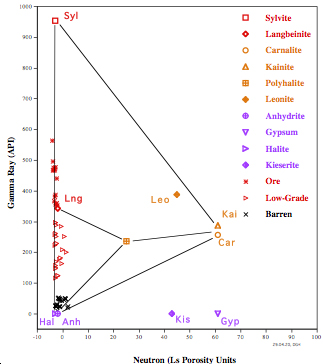 1000
900
800
700
600
500
400
300
200
100
0
-100
-10
0
10
20
30
40
50
60
70
80
90
100
Gamma Ray (API)
Neutron (Ls Porosity Units
Syl
Lng
Leo
Kai
Car
Hal Anh
Kis
Gyp
Sylvite
Langbeinite
Carnalite
Kainite
Polyhalite
Leonite
Anhydrite
Gypsum
Halite
Kieserite
Ore
Low-Grade
Barren